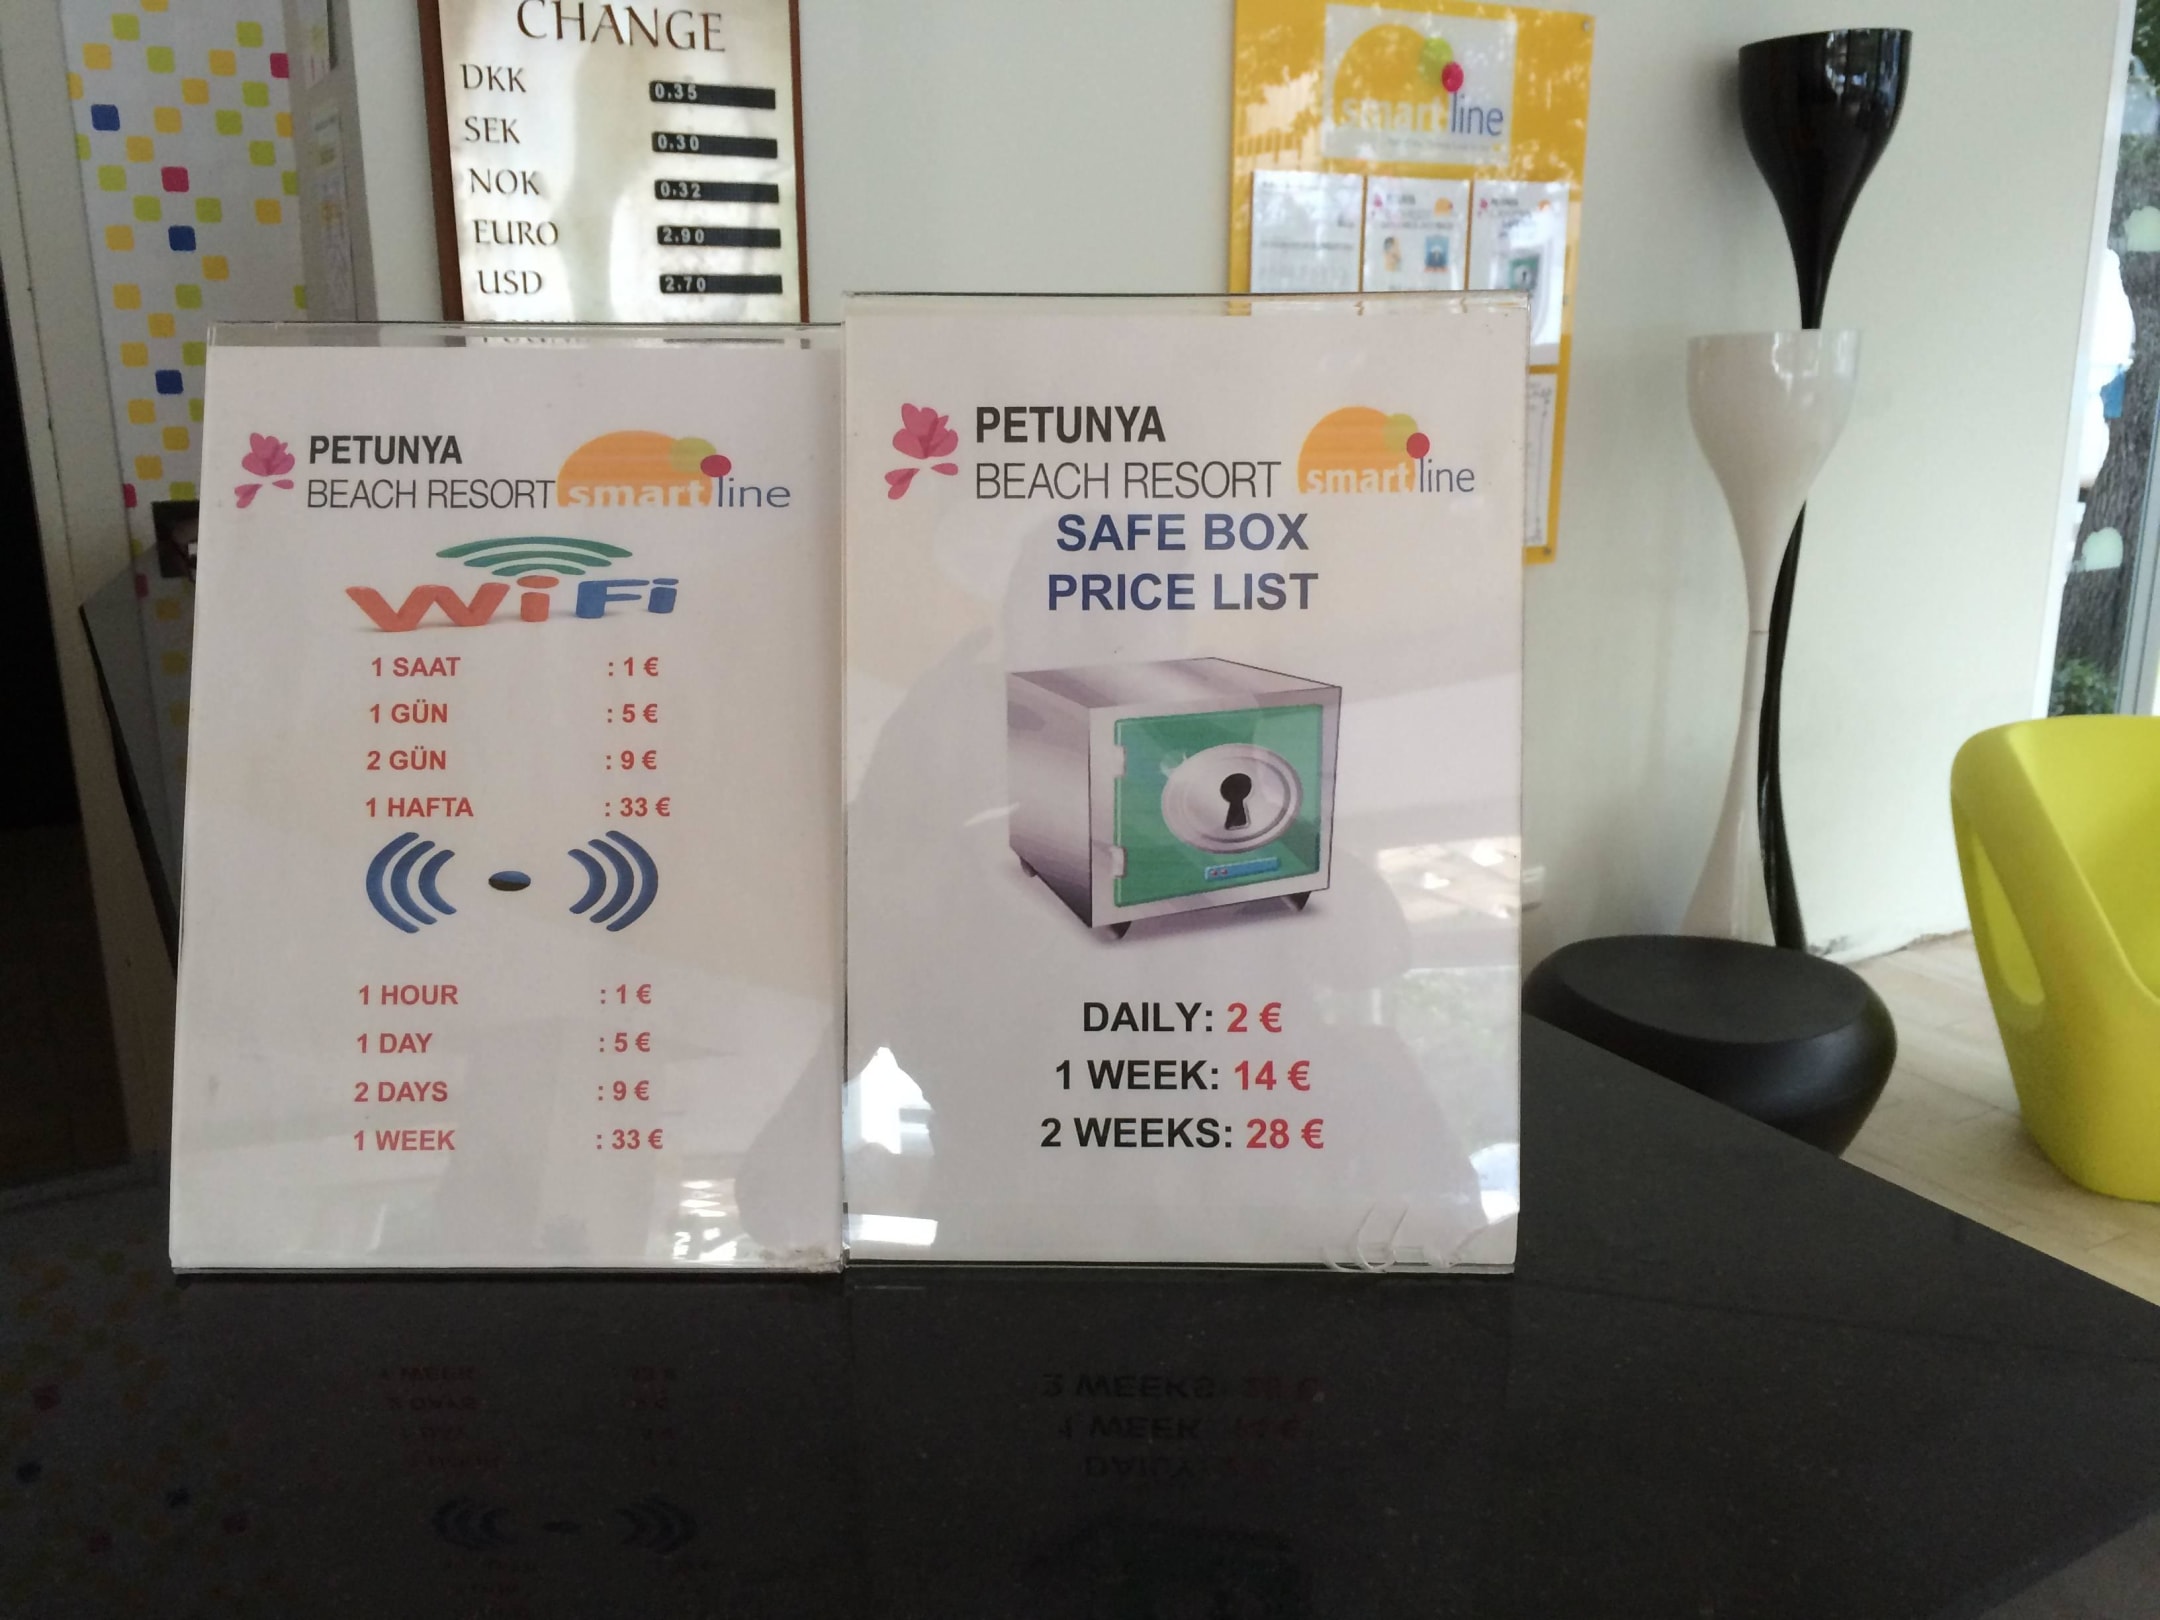 CHANGE
DKK 0.35
SEK 0.30
NOK 0.32
EURO 2.90
USD 2.70
smartline
PETUNYA
BEACH RESORT smartline
WiFi
1 SAAT : 1 €
1 GÜN : 5 €
2 GÜN : 9 €
1 HAFTA : 33 €
1 HOUR : 1 €
1 DAY : 5 €
2 DAYS : 9 €
1 WEEK : 33 €
PETUNYA
BEACH RESORT smartline
SAFE BOX
PRICE LIST
DAILY: 2 €
1 WEEK: 14 €
2 WEEKS: 28 €